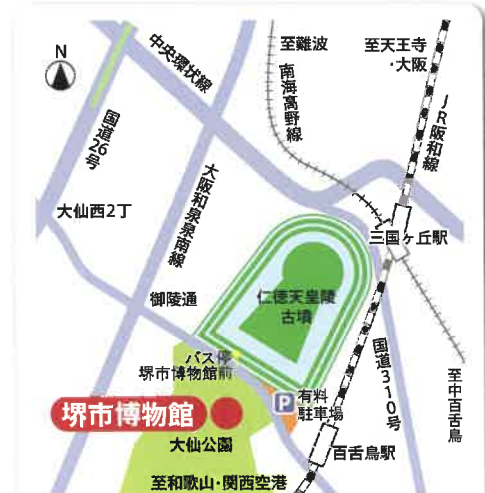 N
中央環状線
至難波
南海高野線
至天王寺
・大阪
JR阪和線
国道26号
大阪和泉泉南線
大仙西2丁
三国ヶ丘駅
御陵通
仁徳天皇陵
古墳
バス停
堺市博物館前
国道310号
至中百舌鳥
P
有料
駐車場
堺市博物館
大仙公園
百舌鳥駅
至和歌山・関西空港